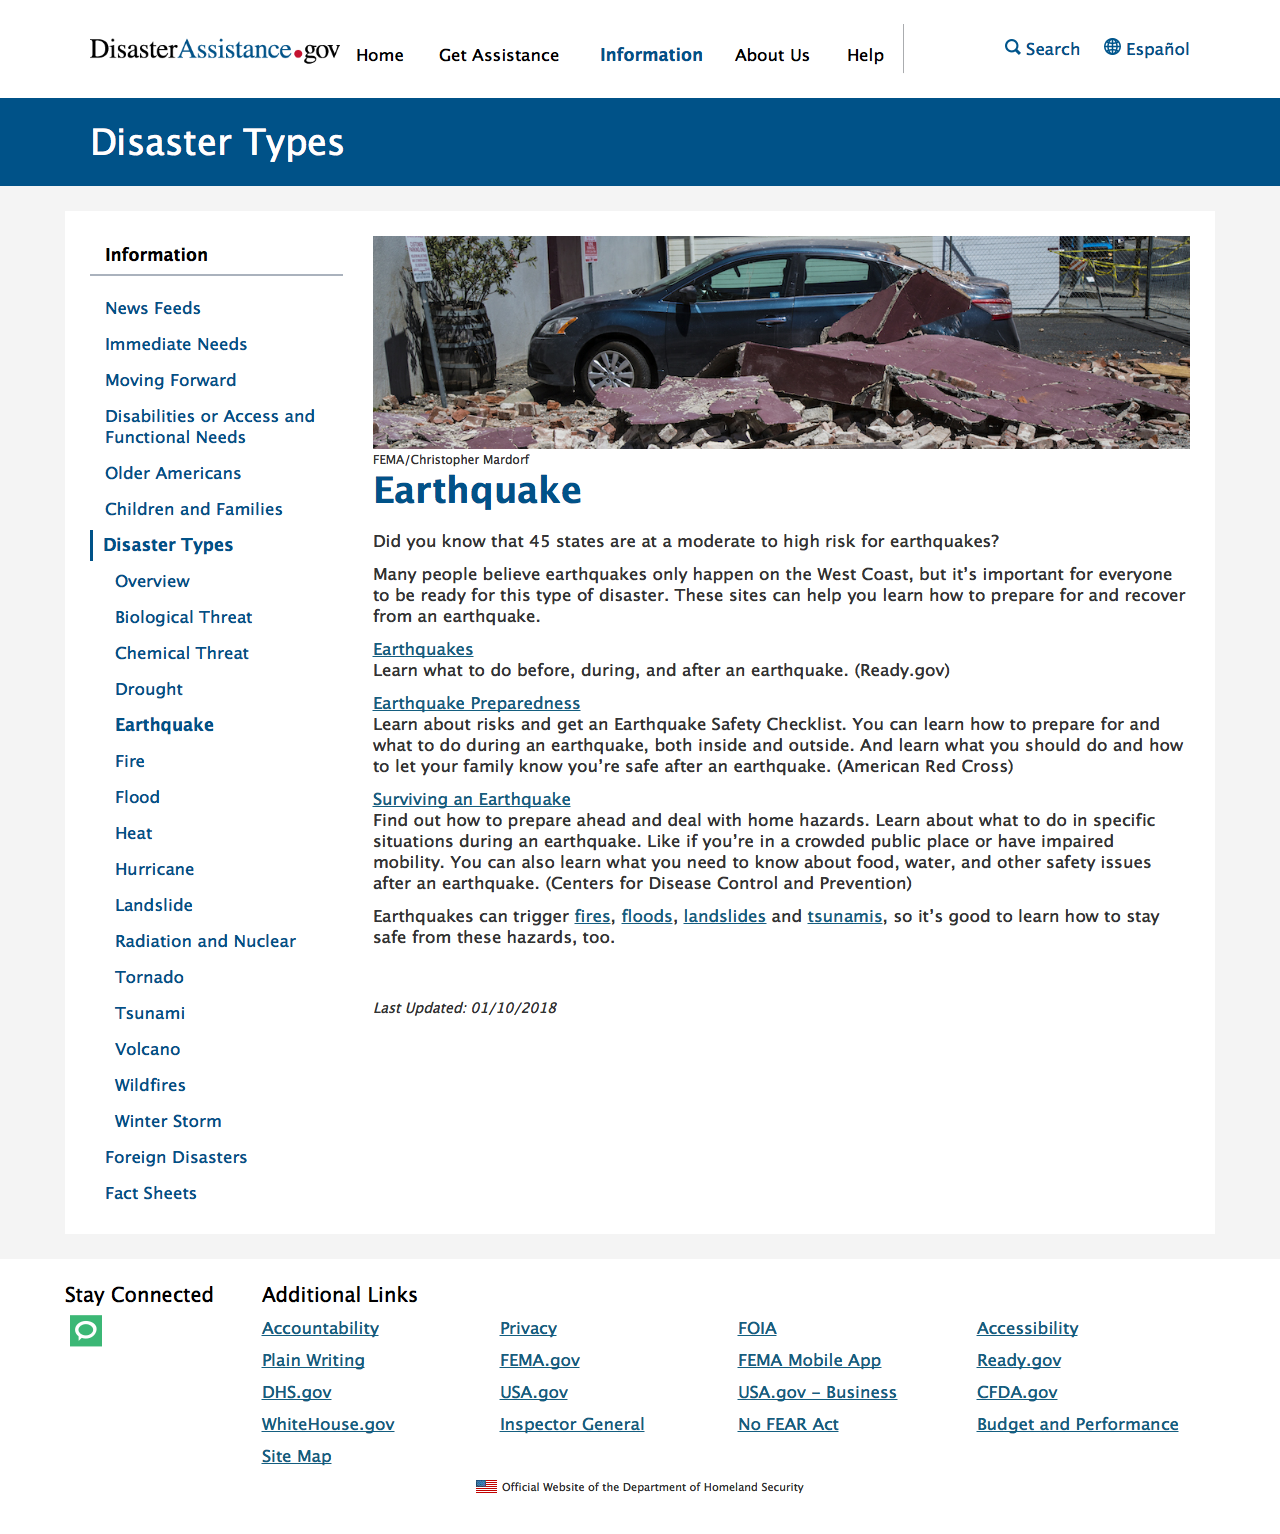 DisasterAssistance.gov
Home
Get Assistance
Information
About Us
Help
Search
Español
Disaster Types
Information
News Feeds
Immediate Needs
Moving Forward
Disabilities or Access and
Functional Needs
Older Americans
Children and Families
Disaster Types
Overview
Biological Threat
Chemical Threat
Drought
Earthquake
Fire
Flood
Heat
Hurricane
Landslide
Radiation and Nuclear
Tornado
Tsunami
Volcano
Wildfires
Winter Storm
Foreign Disasters
Fact Sheets
FEMA/Christopher Mardorf
Earthquake
Did you know that 45 states are at a moderate to high risk for earthquakes?
Many people believe earthquakes only happen on the West Coast, but it’s important for everyone
to be ready for this type of disaster. These sites can help you learn how to prepare for and recover
from an earthquake.
Earthquakes
Learn what to do before, during, and after an earthquake. (Ready.gov)
Earthquake Preparedness
Learn about risks and get an Earthquake Safety Checklist. You can learn how to prepare for and
what to do during an earthquake, both inside and outside. And learn what you should do and how
to let your family know you’re safe after an earthquake. (American Red Cross)
Surviving an Earthquake
Find out how to prepare ahead and deal with home hazards. Learn about what to do in specific
situations during an earthquake. Like if you’re in a crowded public place or have impaired
mobility. You can also learn what you need to know about food, water, and other safety issues
after an earthquake. (Centers for Disease Control and Prevention)
Earthquakes can trigger fires, floods, landslides and tsunamis, so it’s good to learn how to stay
safe from these hazards, too.
Last Updated: 01/10/2018
Stay Connected
Additional Links
Accountability
Privacy
FOIA
Accessibility
Plain Writing
FEMA.gov
FEMA Mobile App
Ready.gov
DHS.gov
USA.gov
USA.gov – Business
CFDA.gov
WhiteHouse.gov
Inspector General
No FEAR Act
Budget and Performance
Site Map
Official Website of the Department of Homeland Security